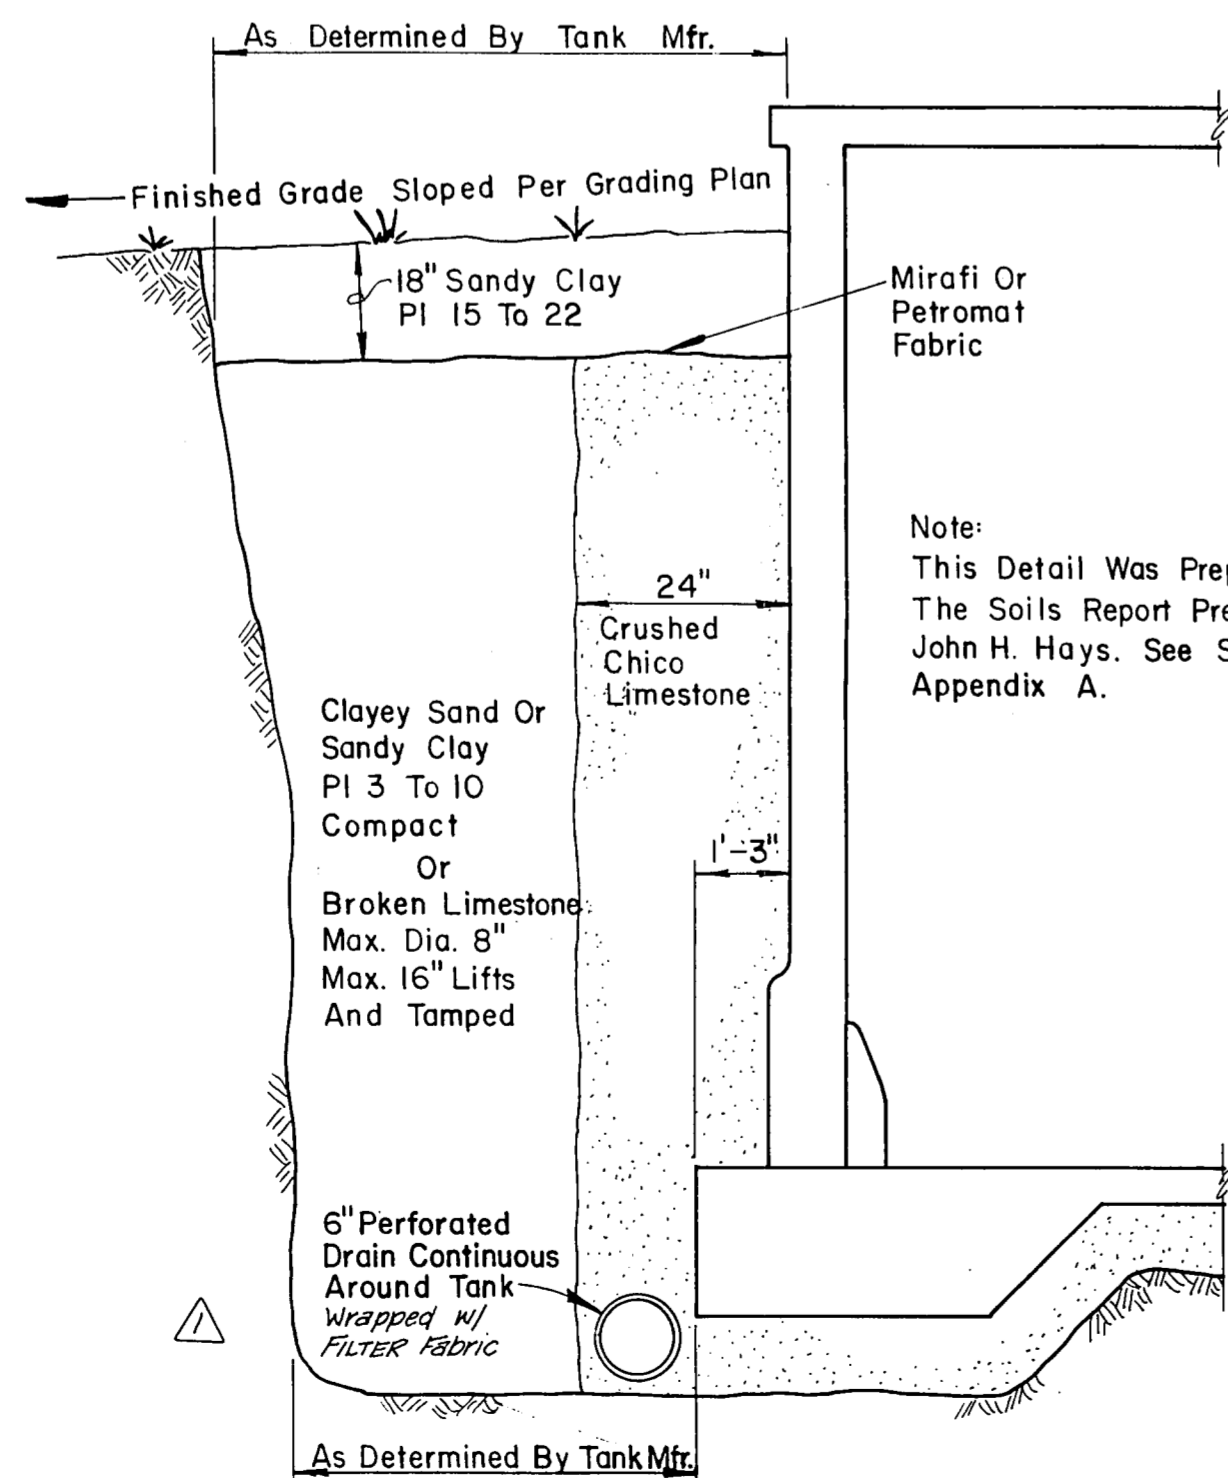 As Determined By Tank Mfr.
Finished Grade Sloped Per Grading Plan
18" Sandy Clay
PI 15 To 22
Mirafi Or
Petromat
Fabric
24"
Crushed
Chico
Limestone
Note:
This Detail Was Prep
The Soils Report Pre
John H. Hays. See S
Appendix A.
Clayey Sand Or
Sandy Clay
PI 3 To 10
Compact
Or
Broken Limestone
Max. Dia. 8"
Max. 16" Lifts
And Tamped
1'-3"
6" Perforated
Drain Continuous
Around Tank
Wrapped w/
FILTER Fabric
1
As Determined By Tank Mfr.